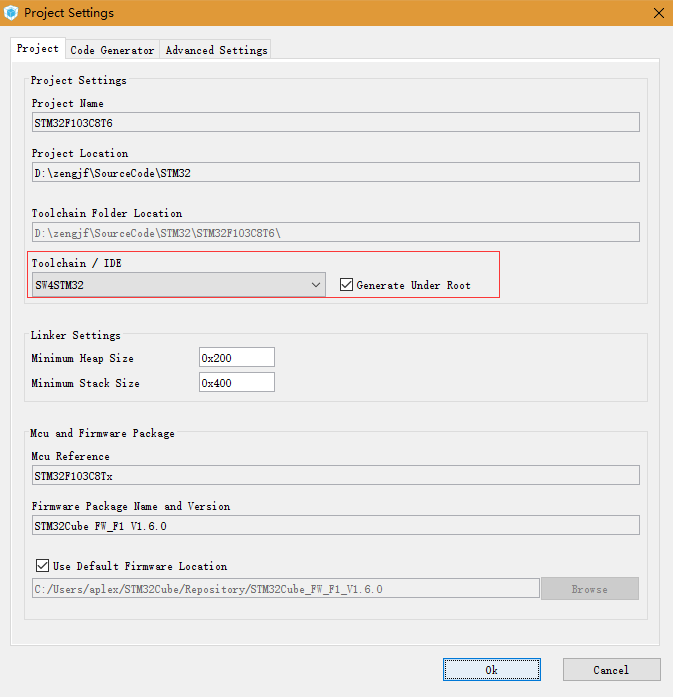 Project Settings
Project Code Generator Advanced Settings
Project Settings
Project Name
STM32F103C8T6
Project Location
D:\zengjf\SourceCode\STM32
Toolchain Folder Location
D:\zengjf\SourceCode\STM32\STM32F103C8T6\
Toolchain / IDE
SW4STM32 Generate Under Root
Linker Settings
Minimum Heap Size 0x200
Minimum Stack Size 0x400
Mcu and Firmware Package
Mcu Reference
STM32F103C8Tx
Firmware Package Name and Version
STM32Cube FW_F1 V1.6.0
Use Default Firmware Location
C:/Users/aplex/STM32Cube/Repository/STM32Cube_FW_F1_V1.6.0 Browse
Ok Cancel